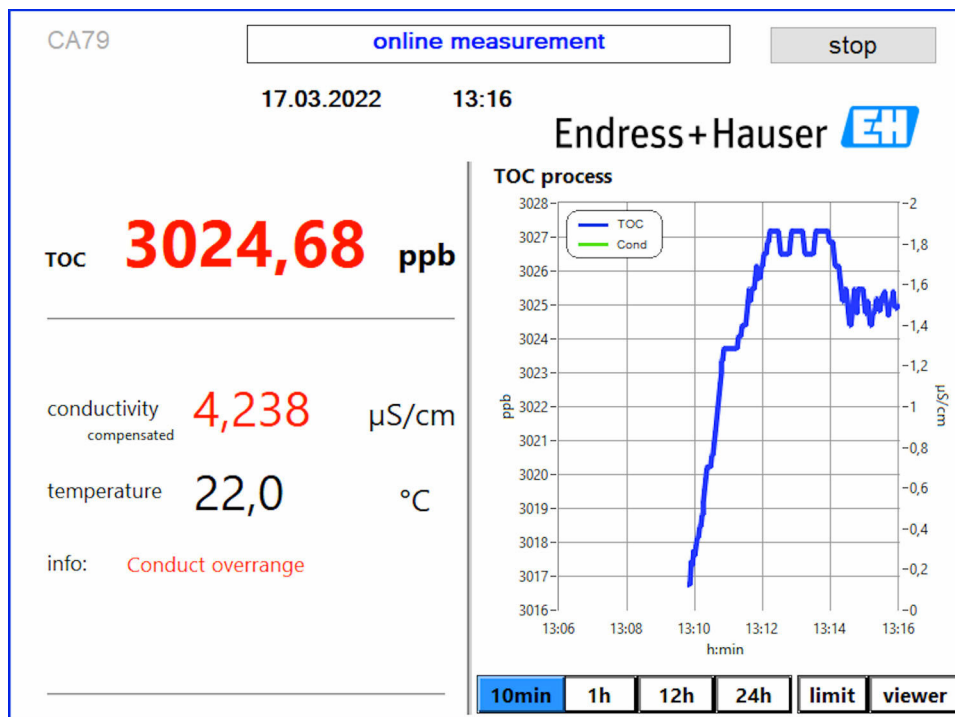 CA79
online measurement
stop
17.03.2022 13:16
Endress+Hauser EH
TOC 3024,68 ppb
conductivity 4,238 µS/cm
compensated
temperature 22,0 °C
info: Conduct overrange
TOC process
TOC
Cond
3028
3027
3026
3025
3024
3023
3022
3021
3020
3019
3018
3017
3016
ppb
2
1,8
1,6
1,4
1,2
1
0,8
0,6
0,4
0,2
0
µS/cm
13:06 13:08 13:10 13:12 13:14 13:16
h:min
10min 1h 12h 24h limit viewer